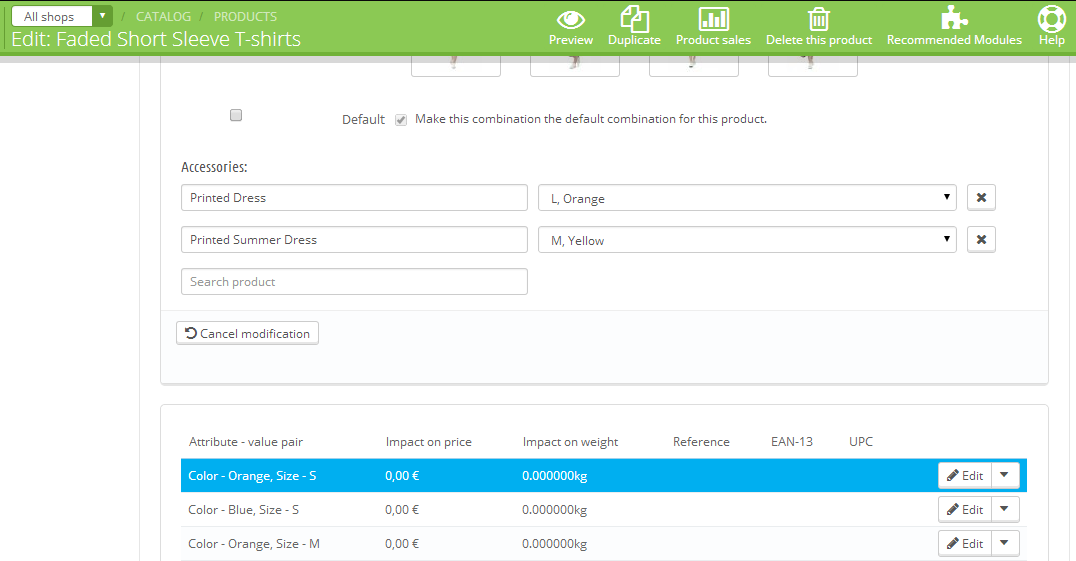 All shops / CATALOG / PRODUCTS
Edit: Faded Short Sleeve T-shirts
Preview Duplicate Product sales Delete this product Recommended Modules Help
Default Make this combination the default combination for this product.
Accessories:
Printed Dress L, Orange
Printed Summer Dress M, Yellow
Search product
Cancel modification
Attribute - value pair Impact on price Impact on weight Reference EAN-13 UPC
Color - Orange, Size - S 0,00 € 0.000000kg Edit
Color - Blue, Size - S 0,00 € 0.000000kg Edit
Color - Orange, Size - M 0,00 € 0.000000kg Edit